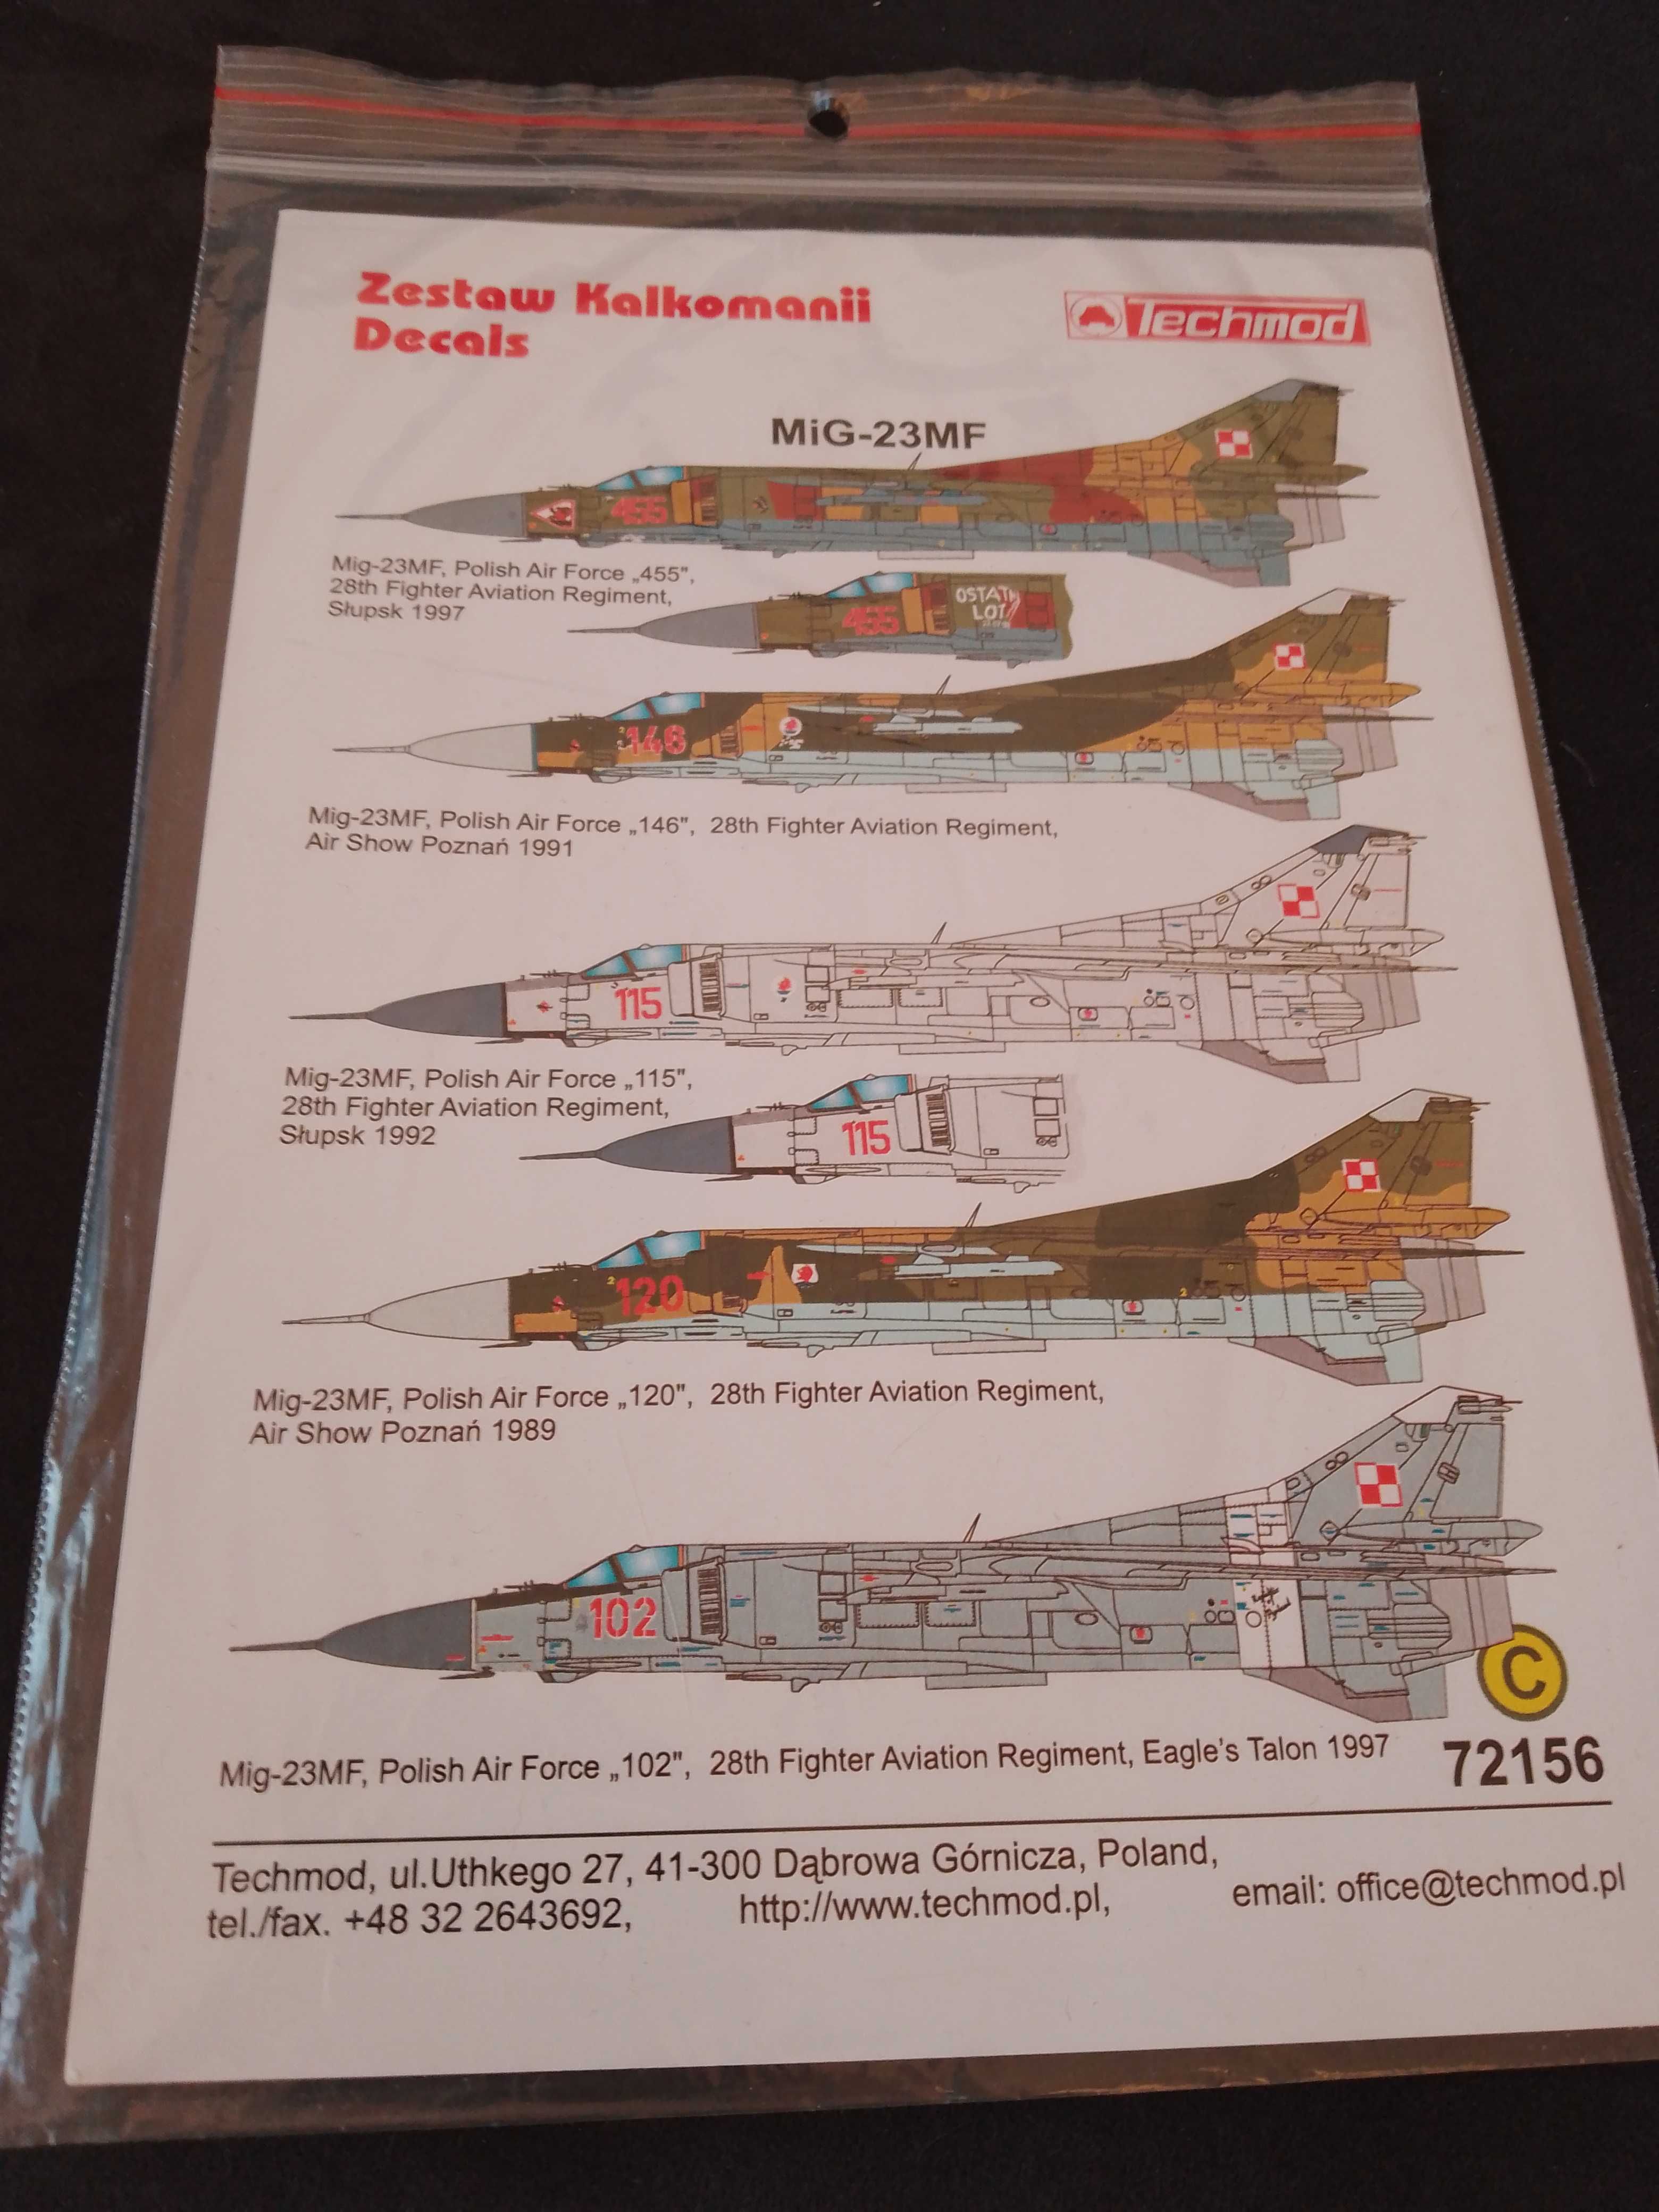 Zestaw Kalkomanii
Decals
Techmod
MiG-23MF
455
Mig-23MF, Polish Air Force „455”,
28th Fighter Aviation Regiment,
Słupsk 1997
455
LOT
146
Mig-23MF, Polish Air Force „146”, 28th Fighter Aviation Regiment,
Air Show Poznań 1991
115
Mig-23MF, Polish Air Force „115”,
28th Fighter Aviation Regiment,
Słupsk 1992
115
2
120
Mig-23MF, Polish Air Force „120”, 28th Fighter Aviation Regiment,
Air Show Poznań 1989
102
C
Mig-23MF, Polish Air Force „102”, 28th Fighter Aviation Regiment, Eagle's Talon 1997
72156
Techmod, ul.Uthkego 27, 41-300 Dąbrowa Górnicza, Poland,
tel./fax. +48 32 2643692, http://www.techmod.pl, email: office@techmod.pl